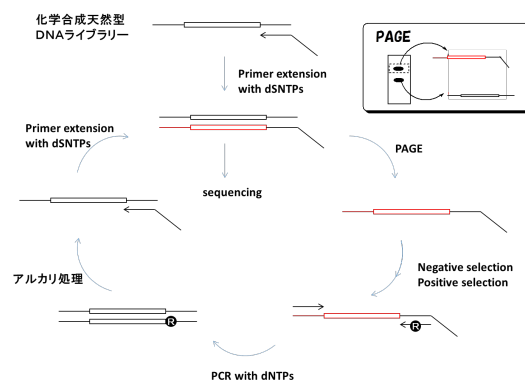 化学合成天然型
DNAライブラリー
Primer extension
with dSNTPs
PAGE
Primer extension
with dSNTPs
PAGE
sequencing
Negative selection
Positive selection
アルカリ処理
R
R
PCR with dNTPs